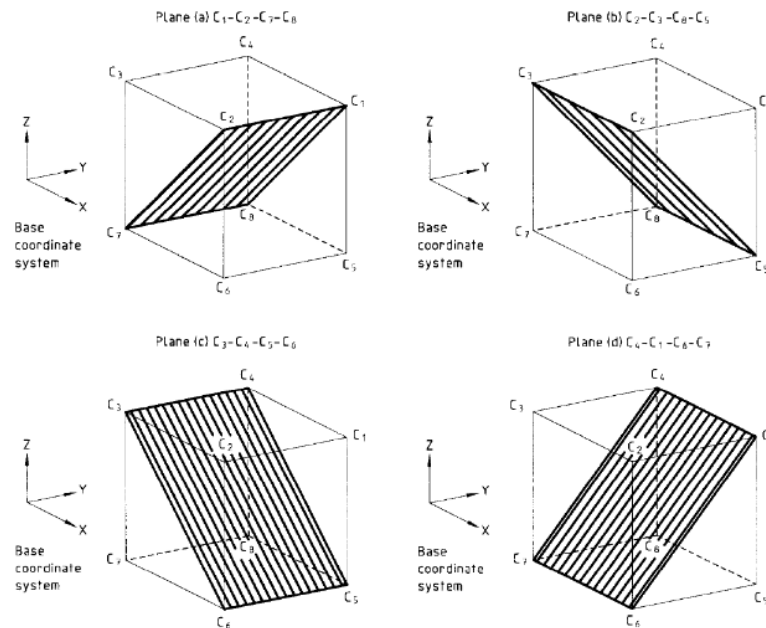 Plane (a) C₁-C₂-C₇-C₈
C₄
C₃
C₁
C₂
Z
Y
X
C₈
C₇
Base
coordinate
system
C₅
C₆
Plane (b) C₂-C₃-C₈-C₅
C₄
C₃
C
C₂
Z
Y
X
C₈
C₇
Base
coordinate
system
C₅
C₆
Plane (c) C₃-C₄-C₅-C₆
C₄
C₃
C₁
C₂
Z
Y
X
C₈
C₇
Base
coordinate
system
C₅
C₆
Plane (d) C₄-C₁-C₆-C₇
C₄
C₃
C
C₂
Z
Y
X
C₈
C₇
Base
coordinate
system
C₅
C₆